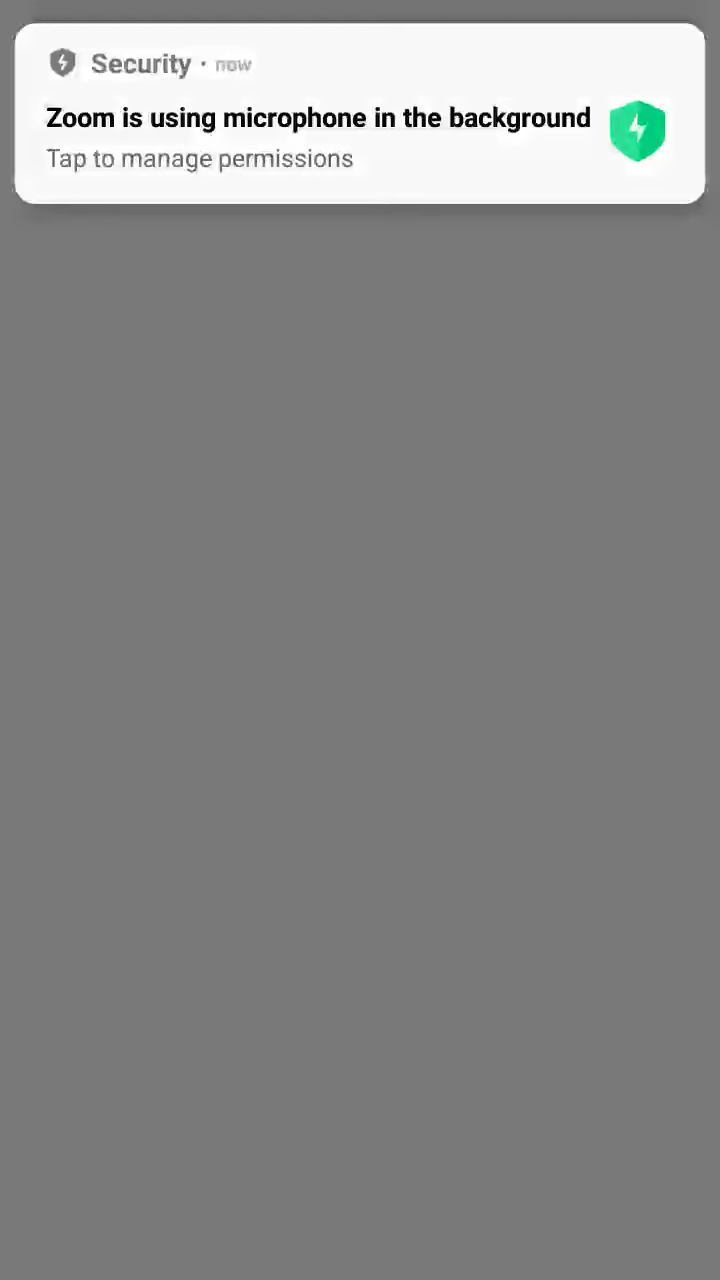 Security • now
Zoom is using microphone in the background
Tap to manage permissions